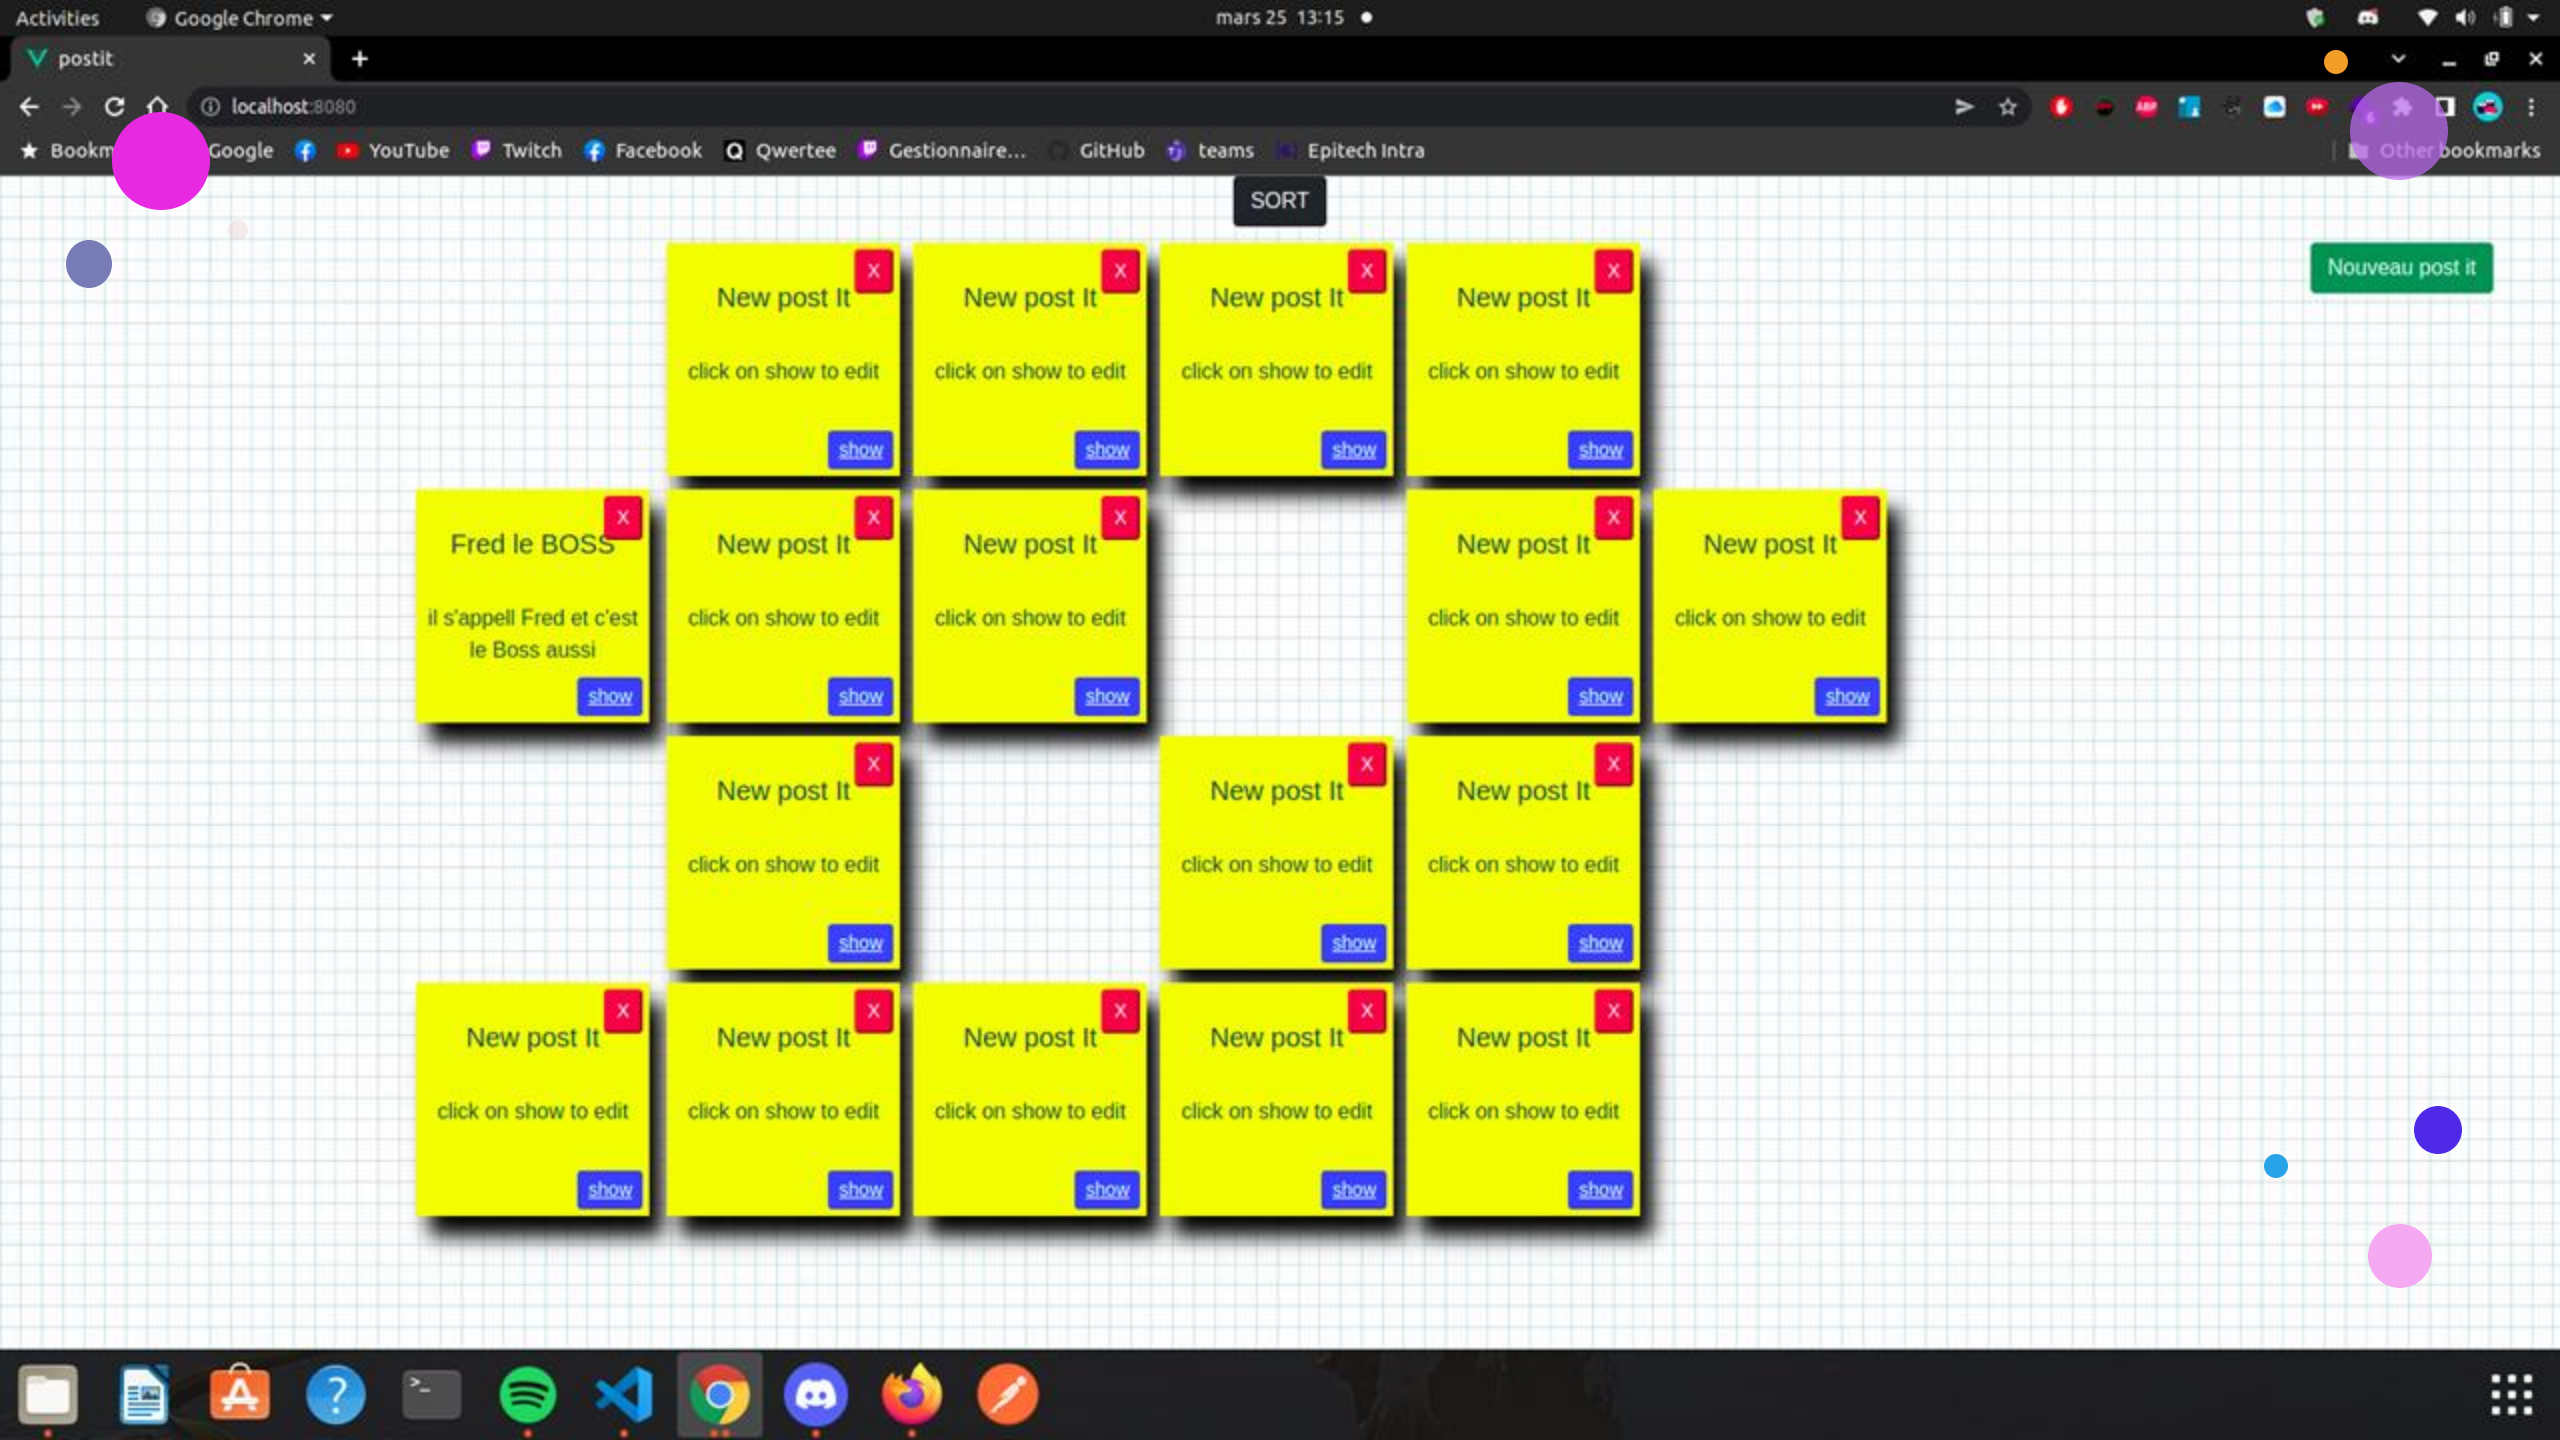 Activities Google Chrome mars 25 13:15
postit
localhost:8080
Bookm Google YouTube Twitch Facebook Qwertee Gestionnaire... GitHub teams Epitech Intra Other bookmarks
SORT
Nouveau post it
X X X X
New post It New post It New post It New post It
click on show to edit click on show to edit click on show to edit click on show to edit
show show show show
X X X X X
Fred le BOSS New post It New post It New post It New post It
il s'appell Fred et c'est click on show to edit click on show to edit click on show to edit click on show to edit
le Boss aussi
show show show show show
X X X
New post It New post It New post It
click on show to edit click on show to edit click on show to edit
show show show
X X X X X
New post It New post It New post It New post It New post It
click on show to edit click on show to edit click on show to edit click on show to edit click on show to edit
show show show show show